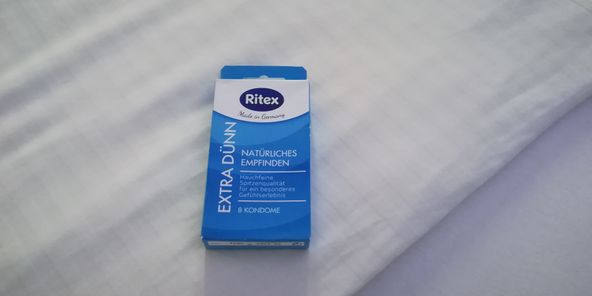 Ritex
Made in Germany
EXTRA DÜNN
NATÜRLICHES
EMPFINDEN
Hauchfeine
Spitzenqualität
für ein besonderes
Gefühlserlebnis
8 KONDOME